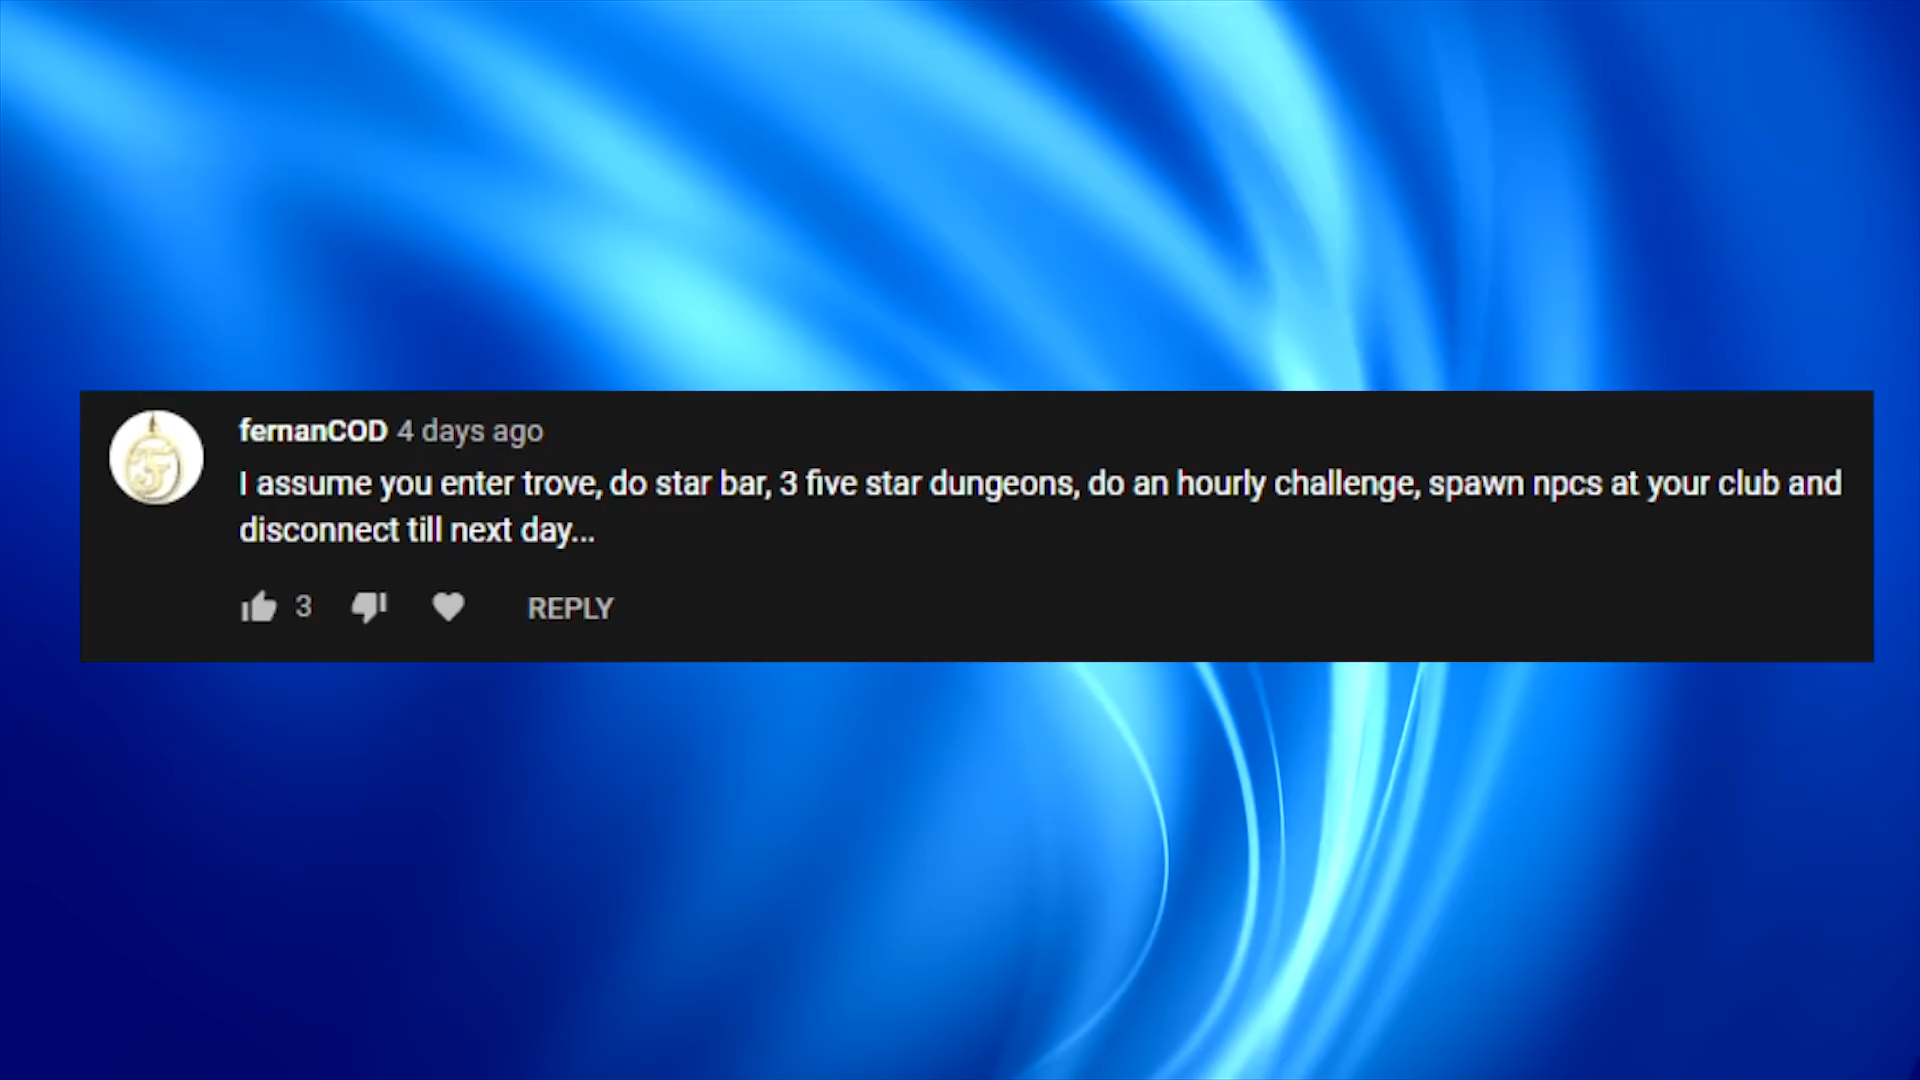 fernanCOD 4 days ago
I assume you enter trove, do star bar, 3 five star dungeons, do an hourly challenge, spawn npcs at your club and
disconnect till next day...
3 REPLY